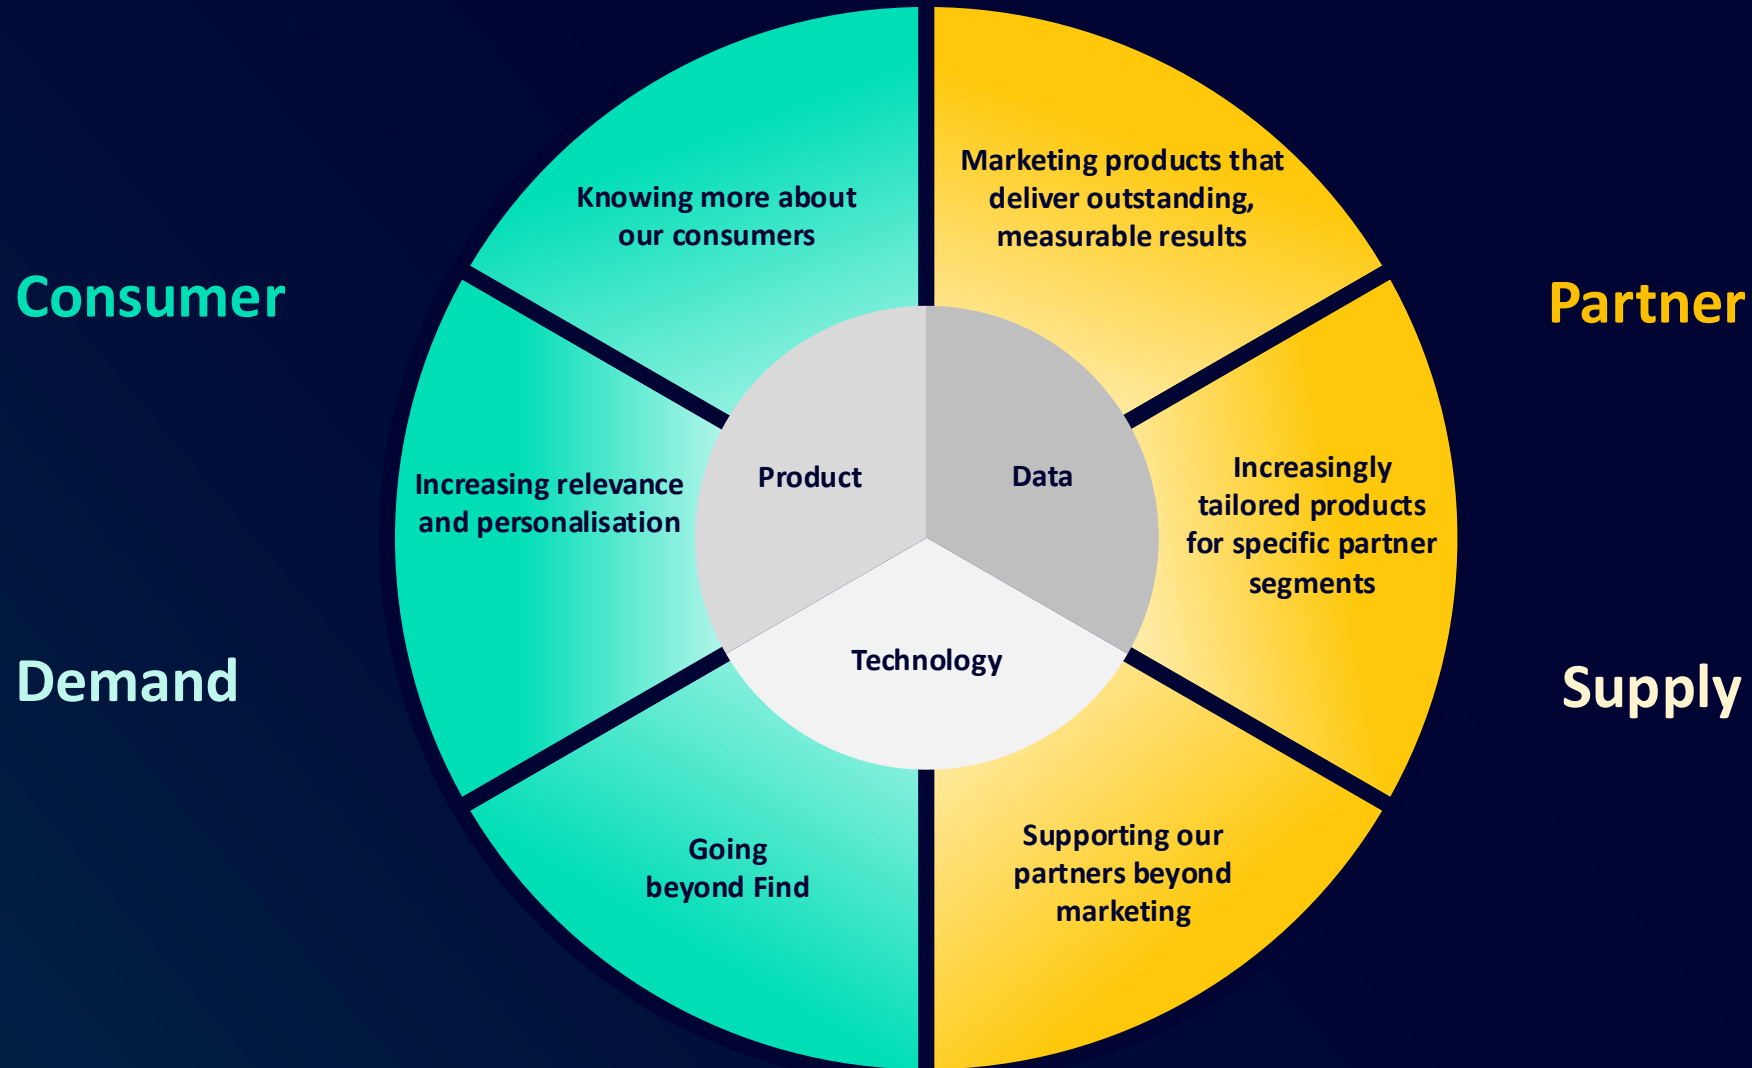 Consumer
Demand
Knowing more about
our consumers
Increasing relevance
and personalisation
Going
beyond Find
Product
Data
Technology
Marketing products that
deliver outstanding,
measurable results
Increasingly
tailored products
for specific partner
segments
Supporting our
partners beyond
marketing
Partner
Supply